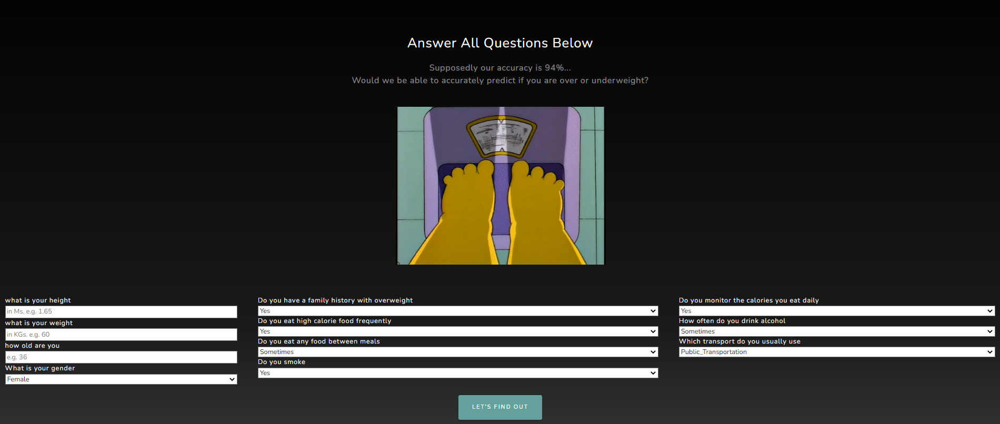 Answer All Questions Below
Supposedly our accuracy is 94%...
Would we be able to accurately predict if you are over or underweight?
what is your height
in Ms. e.g. 1.65
what is your weight
in KGs. e.g. 60
how old are you
e.g. 36
What is your gender
Female
Do you have a family history with overweight
Yes
Do you eat high calorie food frequently
Yes
Do you eat any food between meals
Sometimes
Do you smoke
Yes
Do you monitor the calories you eat daily
Yes
How often do you drink alcohol
Sometimes
Which transport do you usually use
Public_Transportation
LET'S FIND OUT